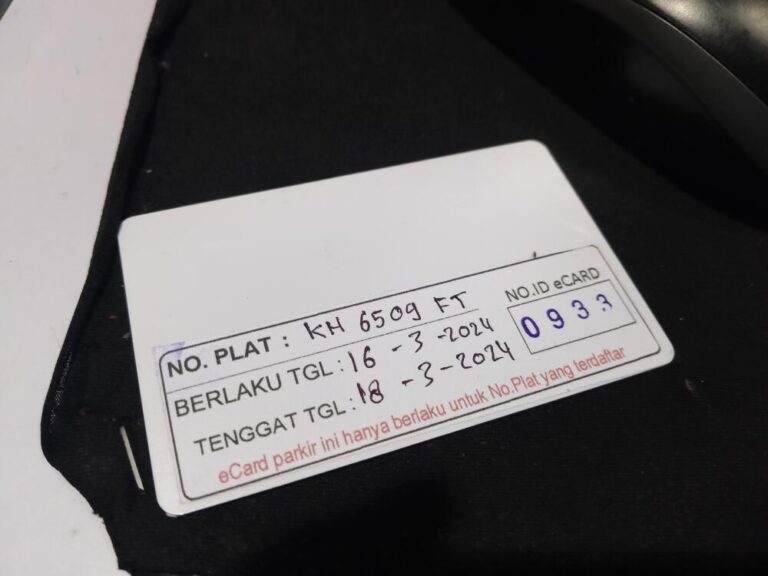 NO. PLAT : KH 6509 FT
BERLAKU TGL : 16 - 3 - 2024
TENGGAT TGL : 18 - 3 - 2024
NO.ID eCARD
0933
eCard parkir ini hanya berlaku untuk No.Plat yang terdaftar